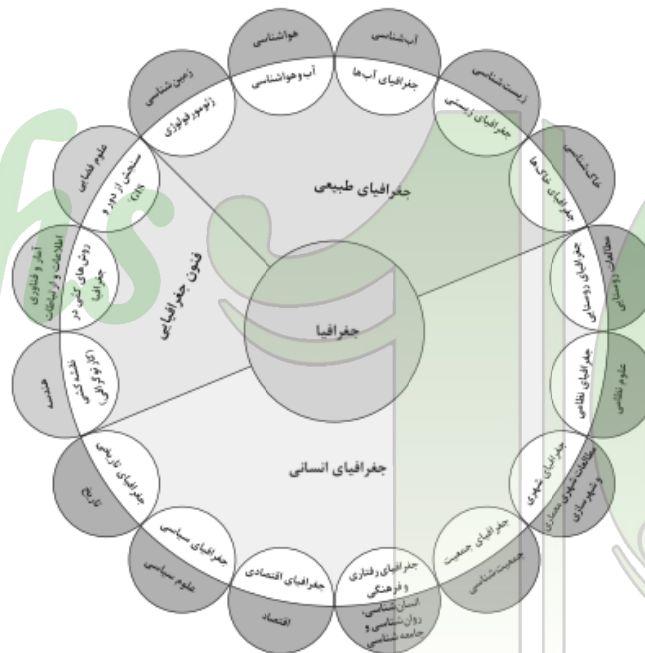 هواشناسی
آب‌شناسی
زیست‌شناسی
خاک‌شناسی
زمین‌شناسی
علوم فضایی
آمار و فناوری
اطلاعات و ارتباطات
هندسه
تاریخ
علوم سیاسی
اقتصاد
انسان‌شناسی،
روان‌شناسی و
جامعه شناسی
جمعیت‌شناسی
مطالعات شهری معماری
و شهرسازی
علوم نظامی
مطالعات روستایی
آب‌وهواشناسی
جغرافیای آب‌ها
جغرافیای زیستی
جغرافیای خاک‌ها
جغرافیای روستایی
جغرافیای نظامی
جغرافیای شهری
جغرافیای جمعیت
جغرافیای رفتاری
و فرهنگی
جغرافیای اقتصادی
جغرافیای سیاسی
جغرافیای تاریخی
نقشه‌کشی
(کارتوگرافی)
روش‌های کمّی در
جغرافیا
سنجش از دور و
GIS
ژئومورفولوژی
جغرافیای طبیعی
فنون جغرافیایی
جغرافیا
جغرافیای انسانی